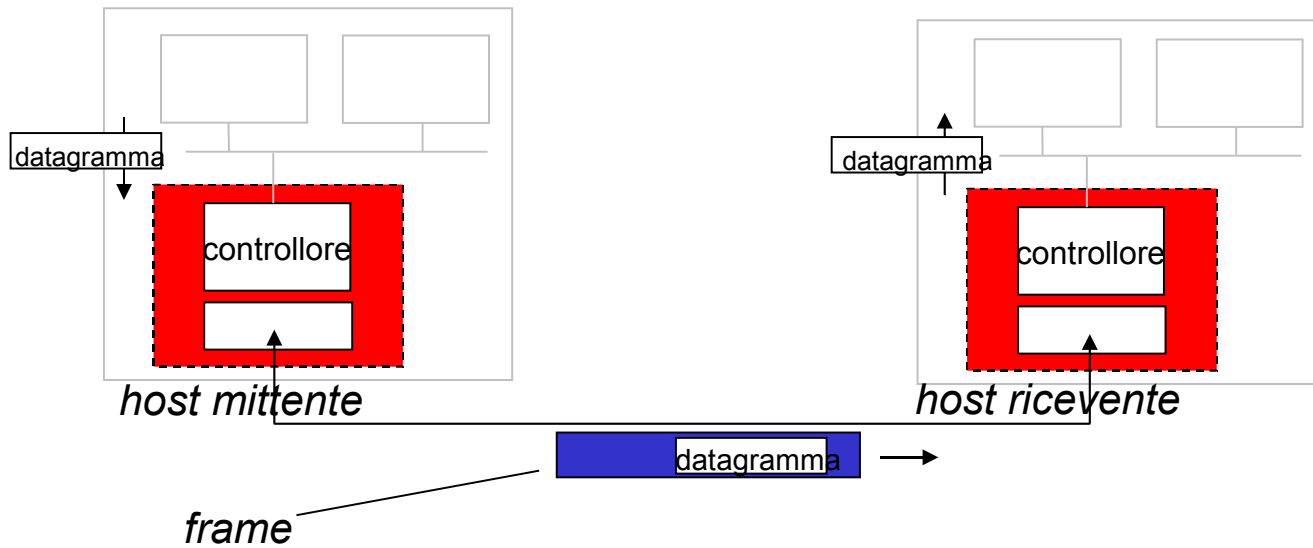 datagramma
datagramma
controllore
controllore
host mittente
host ricevente
datagramma
frame